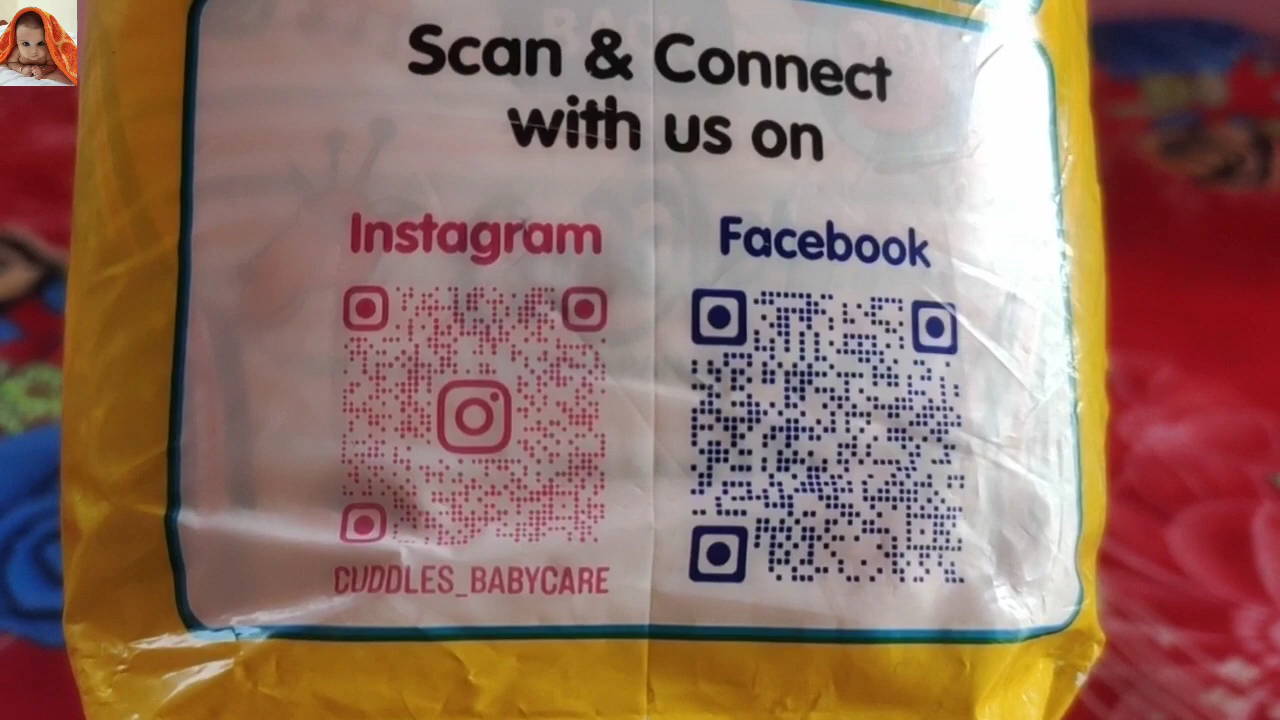 Scan & Connect
with us on
Instagram
Facebook
CUDDLES_BABYCARE